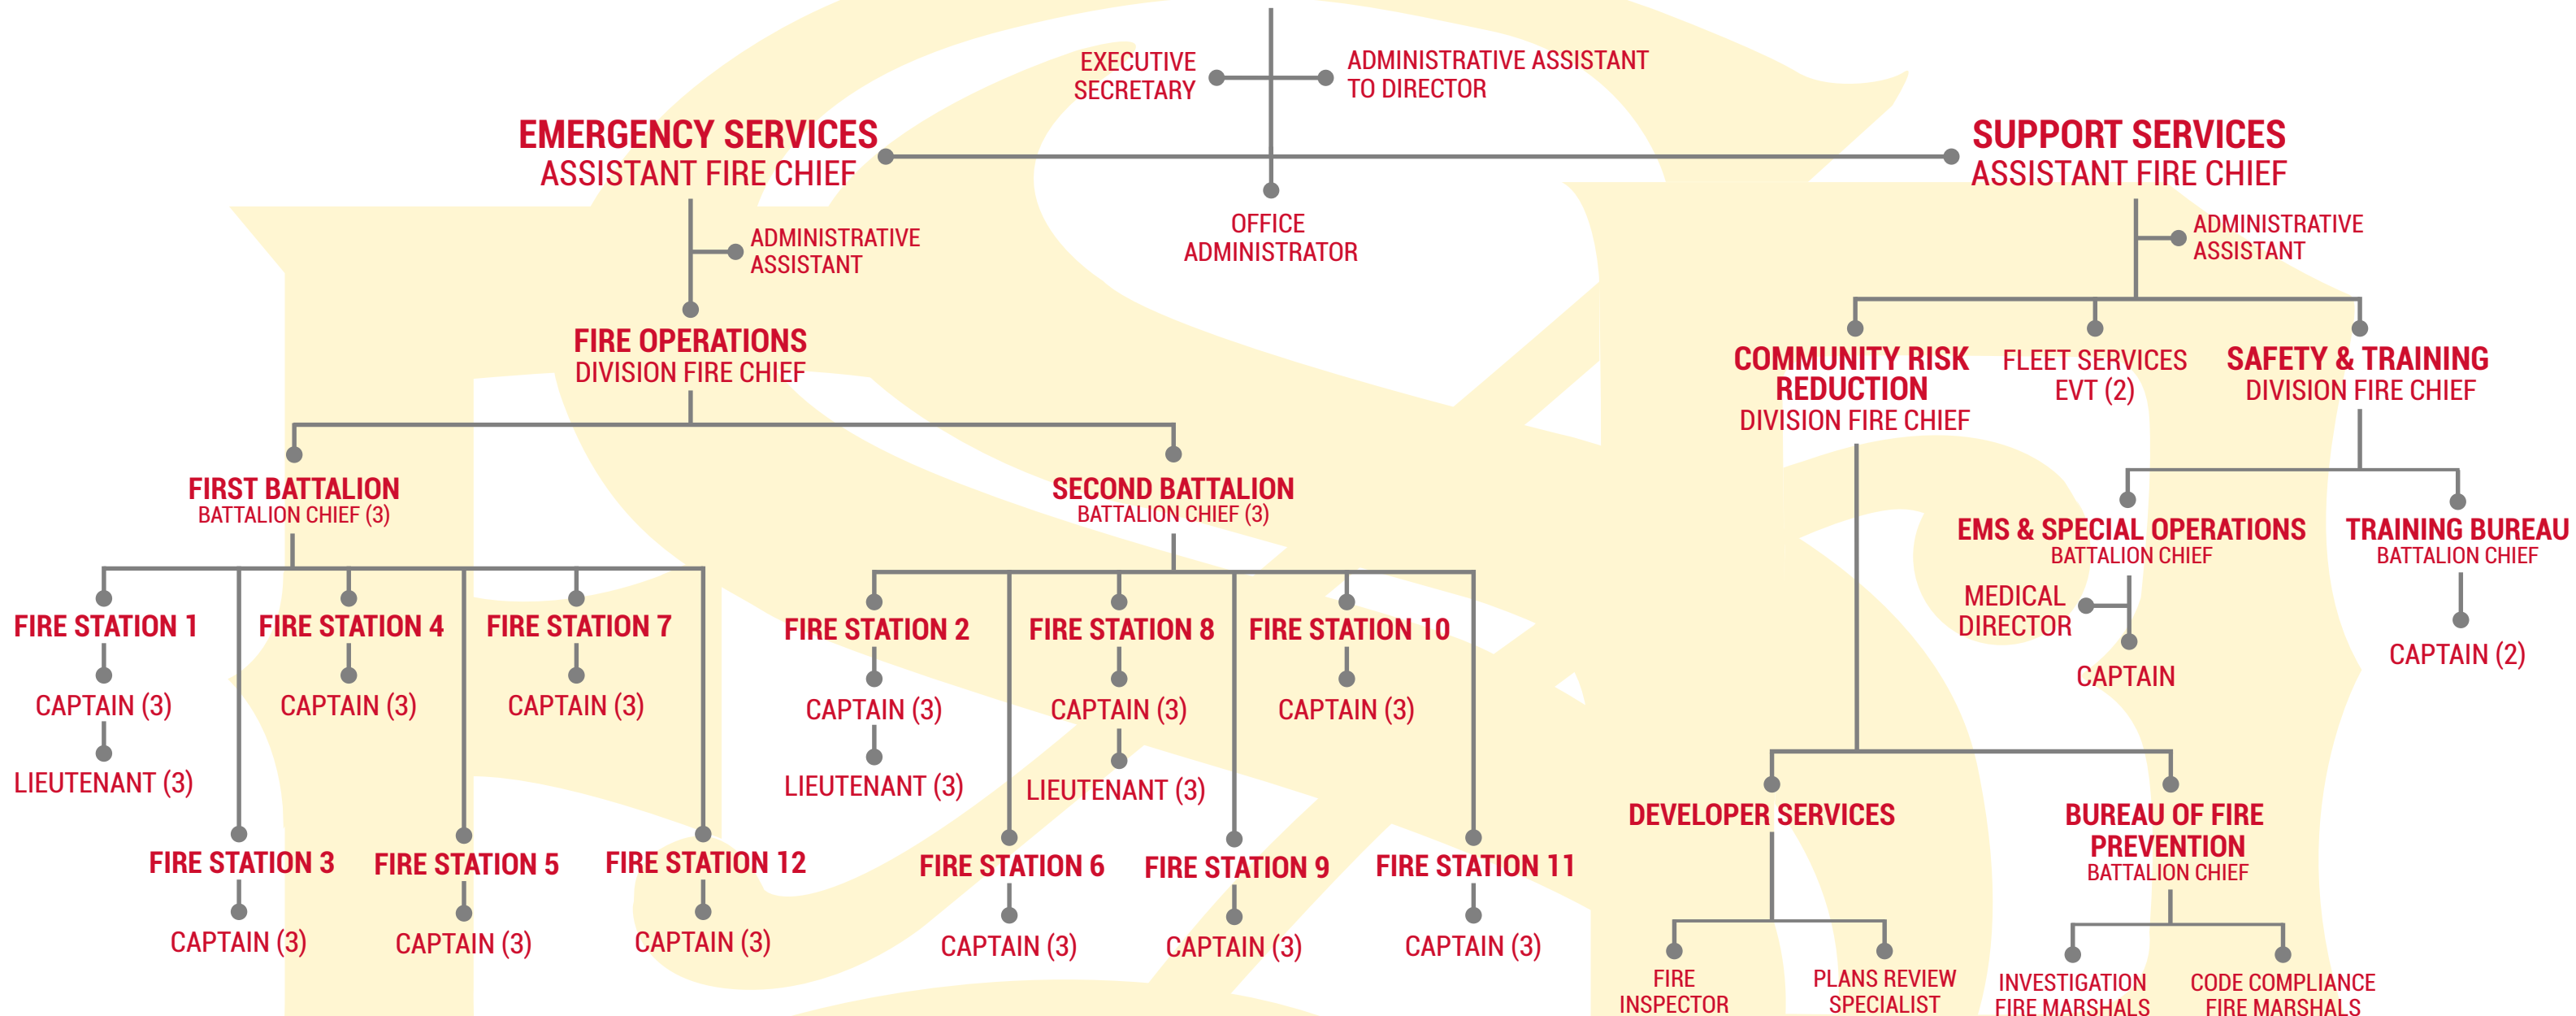 EXECUTIVE
SECRETARY
ADMINISTRATIVE ASSISTANT
TO DIRECTOR
EMERGENCY SERVICES
ASSISTANT FIRE CHIEF
SUPPORT SERVICES
ASSISTANT FIRE CHIEF
OFFICE
ADMINISTRATOR
ADMINISTRATIVE
ASSISTANT
ADMINISTRATIVE
ASSISTANT
FIRE OPERATIONS
DIVISION FIRE CHIEF
COMMUNITY RISK
REDUCTION
DIVISION FIRE CHIEF
FLEET SERVICES
EVT (2)
SAFETY & TRAINING
DIVISION FIRE CHIEF
FIRST BATTALION
BATTALION CHIEF (3)
SECOND BATTALION
BATTALION CHIEF (3)
EMS & SPECIAL OPERATIONS
BATTALION CHIEF
TRAINING BUREAU
BATTALION CHIEF
MEDICAL
DIRECTOR
CAPTAIN
CAPTAIN (2)
FIRE STATION 1
CAPTAIN (3)
LIEUTENANT (3)
FIRE STATION 4
CAPTAIN (3)
FIRE STATION 7
CAPTAIN (3)
FIRE STATION 2
CAPTAIN (3)
LIEUTENANT (3)
FIRE STATION 8
CAPTAIN (3)
LIEUTENANT (3)
FIRE STATION 10
CAPTAIN (3)
FIRE STATION 3
CAPTAIN (3)
FIRE STATION 5
CAPTAIN (3)
FIRE STATION 12
CAPTAIN (3)
FIRE STATION 6
CAPTAIN (3)
FIRE STATION 9
CAPTAIN (3)
FIRE STATION 11
CAPTAIN (3)
DEVELOPER SERVICES
BUREAU OF FIRE
PREVENTION
BATTALION CHIEF
FIRE
INSPECTOR
PLANS REVIEW
SPECIALIST
INVESTIGATION
FIRE MARSHALS
CODE COMPLIANCE
FIRE MARSHALS